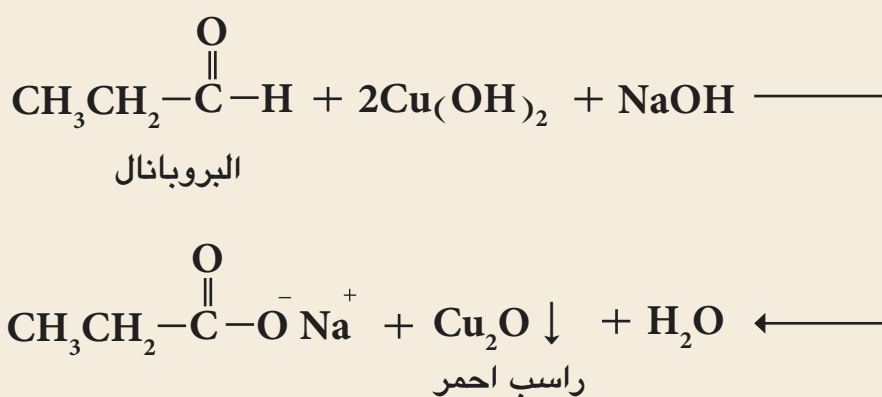 O
||
CH₃CH₂—C—H + 2Cu(OH)₂ + NaOH ⟶
البروبانال
O
||
CH₃CH₂—C—O⁻ Na⁺ + Cu₂O↓ + H₂O ⟵
راسب احمر